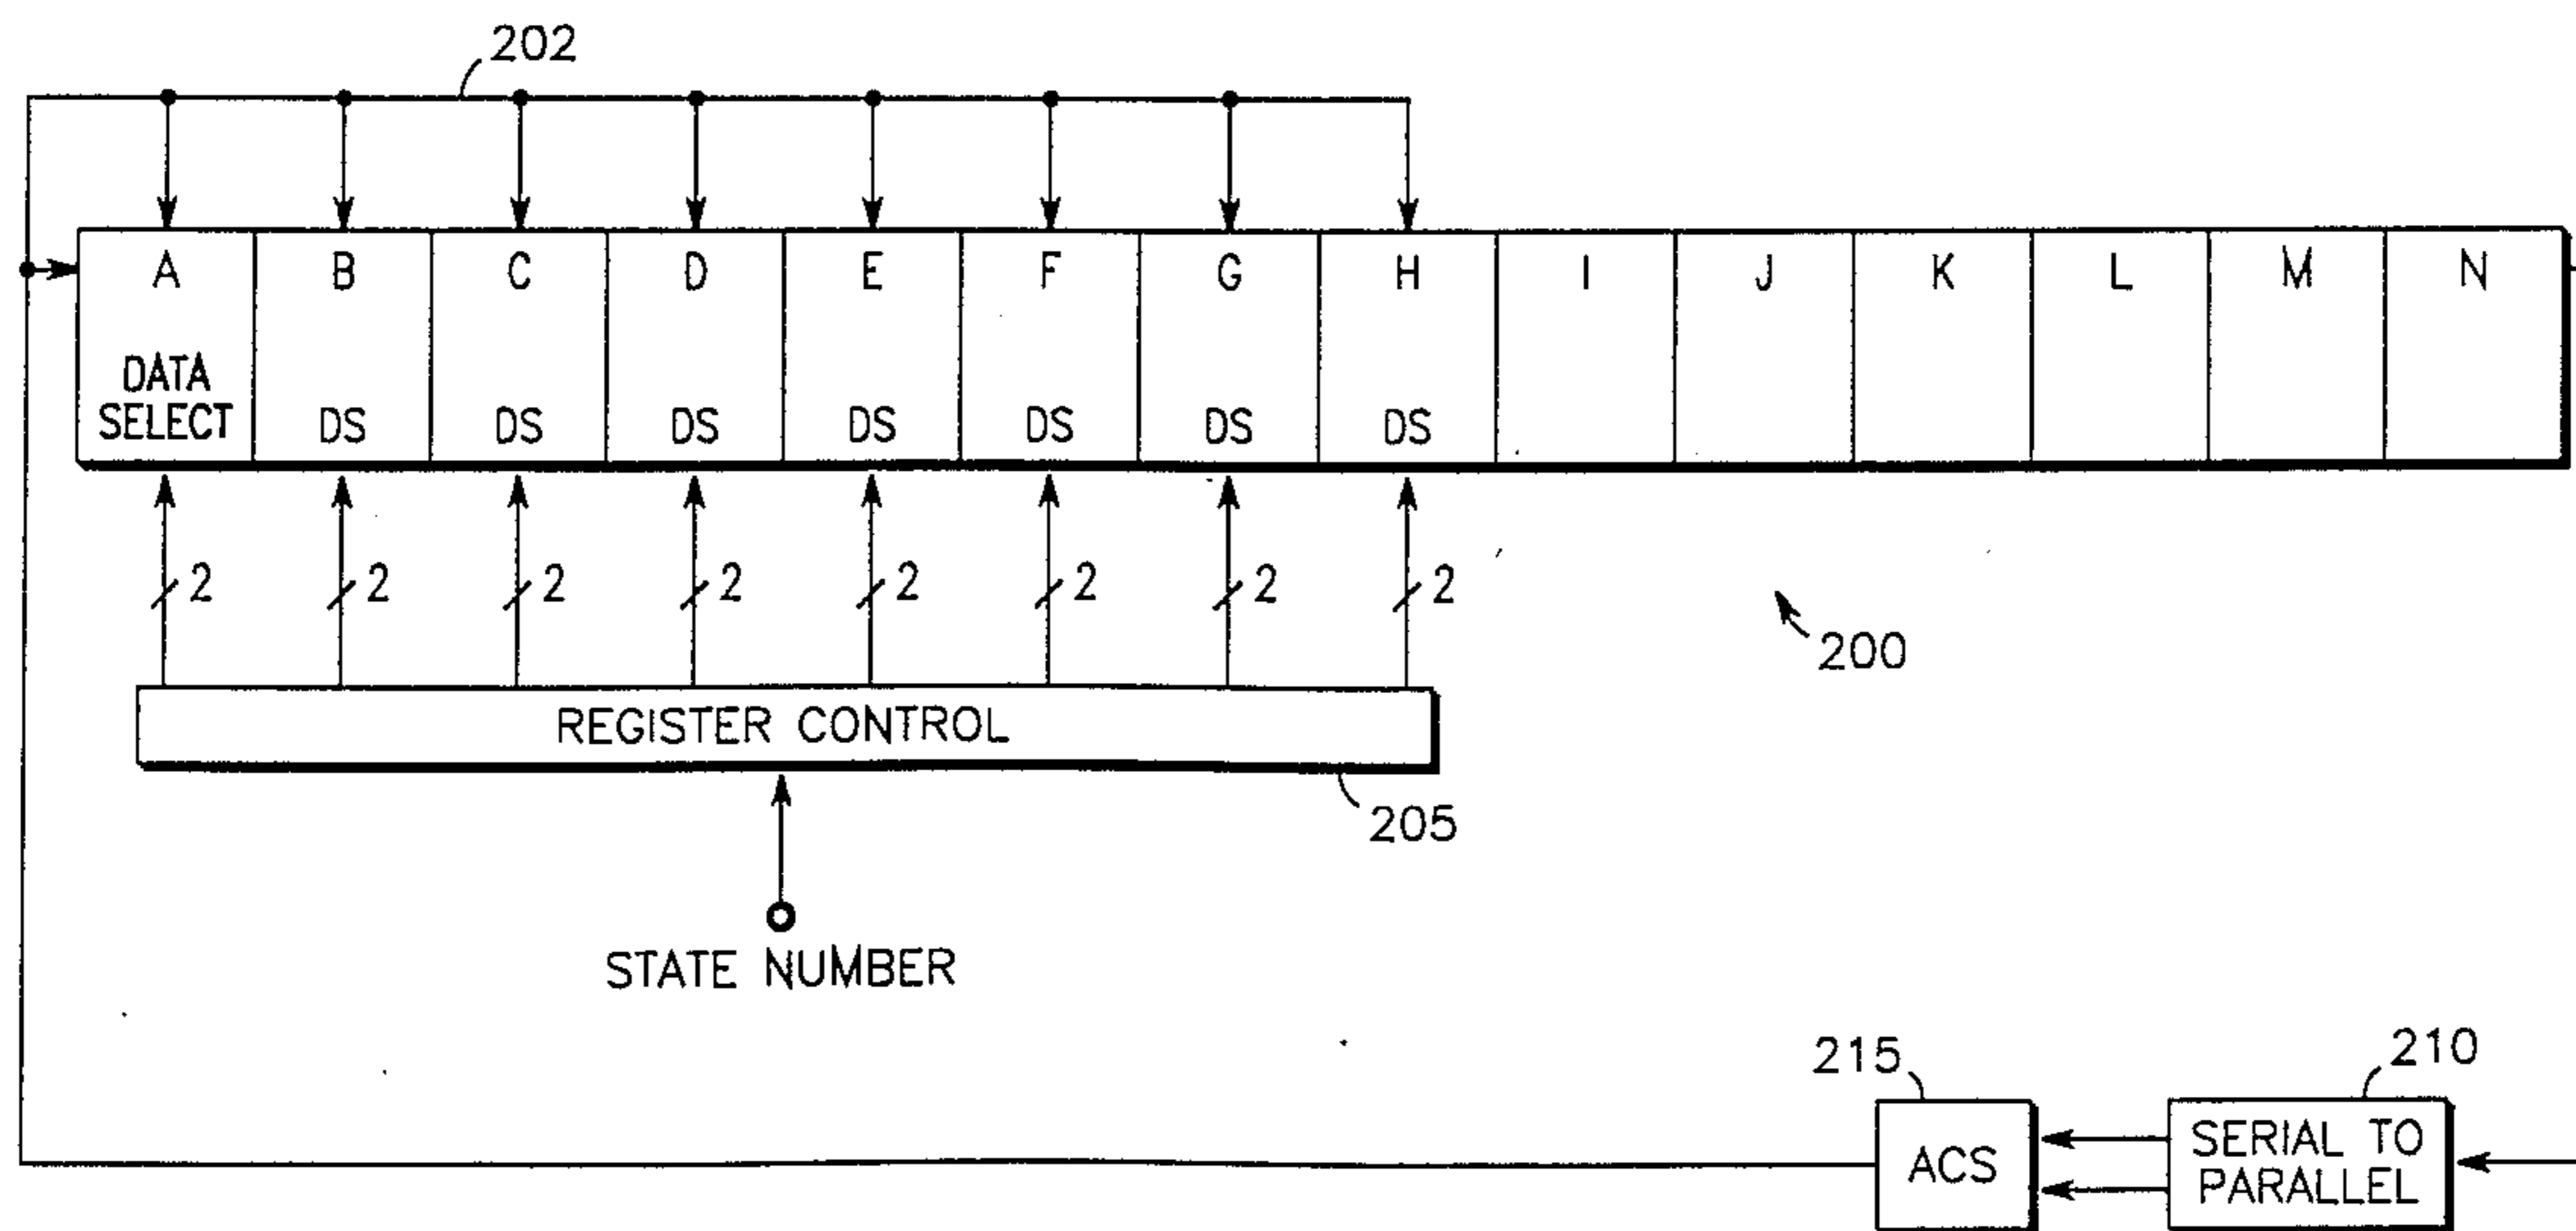 202
A B C D E F G H I J K L M N
DATA
SELECT DS DS DS DS DS DS DS
2 2 2 2 2 2 2 2
200
REGISTER CONTROL
205
STATE NUMBER
215 210
ACS
SERIAL TO
PARALLEL